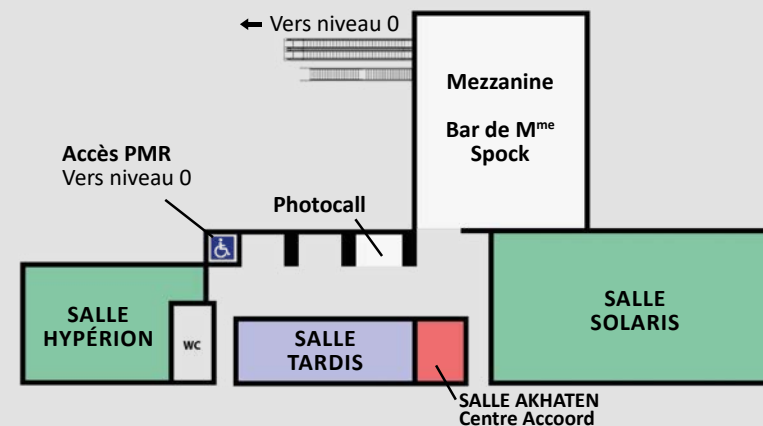 ← Vers niveau 0
Mezzanine
Bar de Mme
Spock
Accès PMR
Vers niveau 0
Photocall
SALLE
HYPÉRION
WC
SALLE
TARDIS
SALLE
SOLARIS
SALLE AKHATEN
Centre Accoord